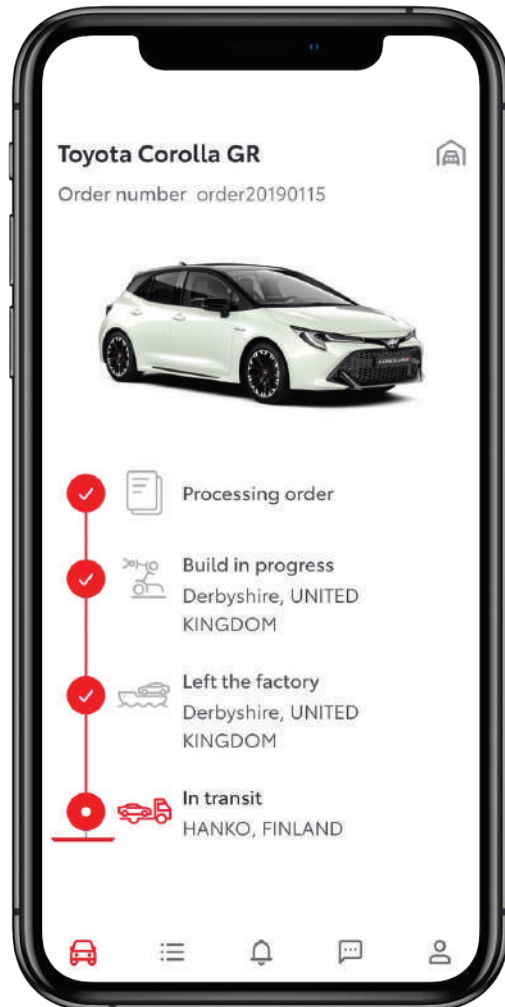 Toyota Corolla GR
Order number order20190115
Processing order
Build in progress
Derbyshire, UNITED
KINGDOM
Left the factory
Derbyshire, UNITED
KINGDOM
In transit
HANKO, FINLAND